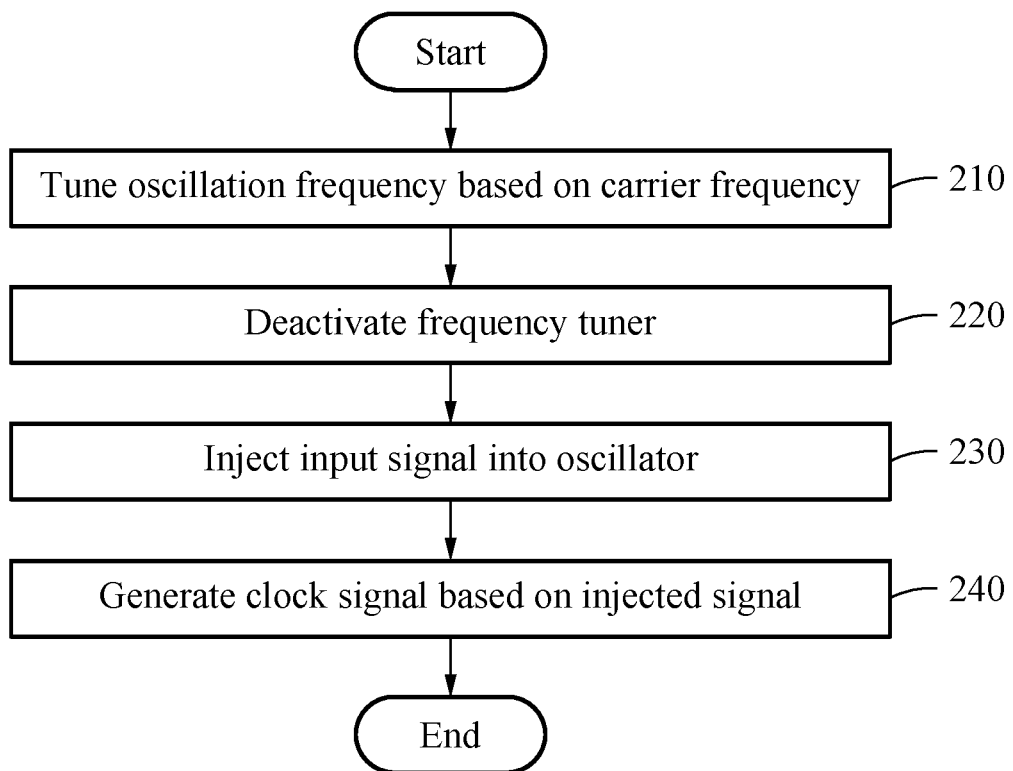 Start
Tune oscillation frequency based on carrier frequency
210
Deactivate frequency tuner
220
Inject input signal into oscillator
230
Generate clock signal based on injected signal
240
End